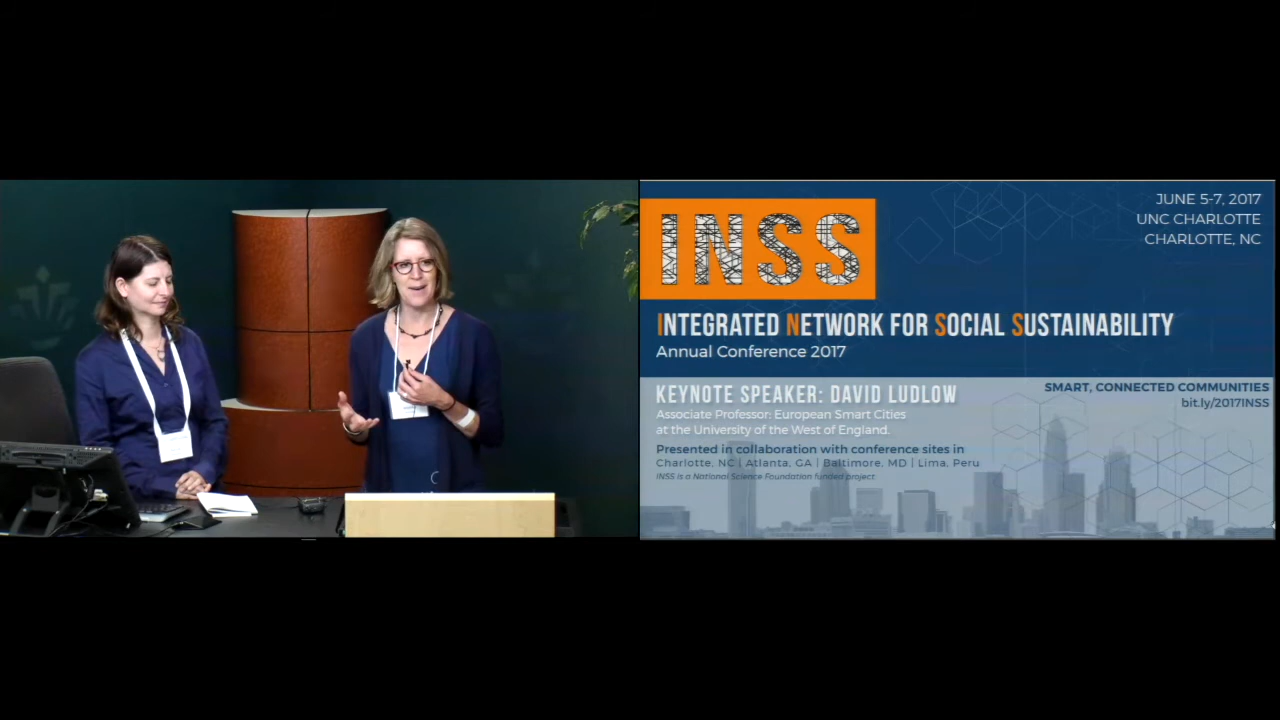 INSS
JUNE 5-7, 2017
UNC CHARLOTTE
CHARLOTTE, NC
INTEGRATED NETWORK FOR SOCIAL SUSTAINABILITY
Annual Conference 2017
KEYNOTE SPEAKER: DAVID LUDLOW
Associate Professor: European Smart Cities
at the University of the West of England.
SMART, CONNECTED COMMUNITIES
bit.ly/2017INSS
Presented in collaboration with conference sites in
Charlotte, NC | Atlanta, GA | Baltimore, MD | Lima, Peru
INSS is a National Science Foundation funded project